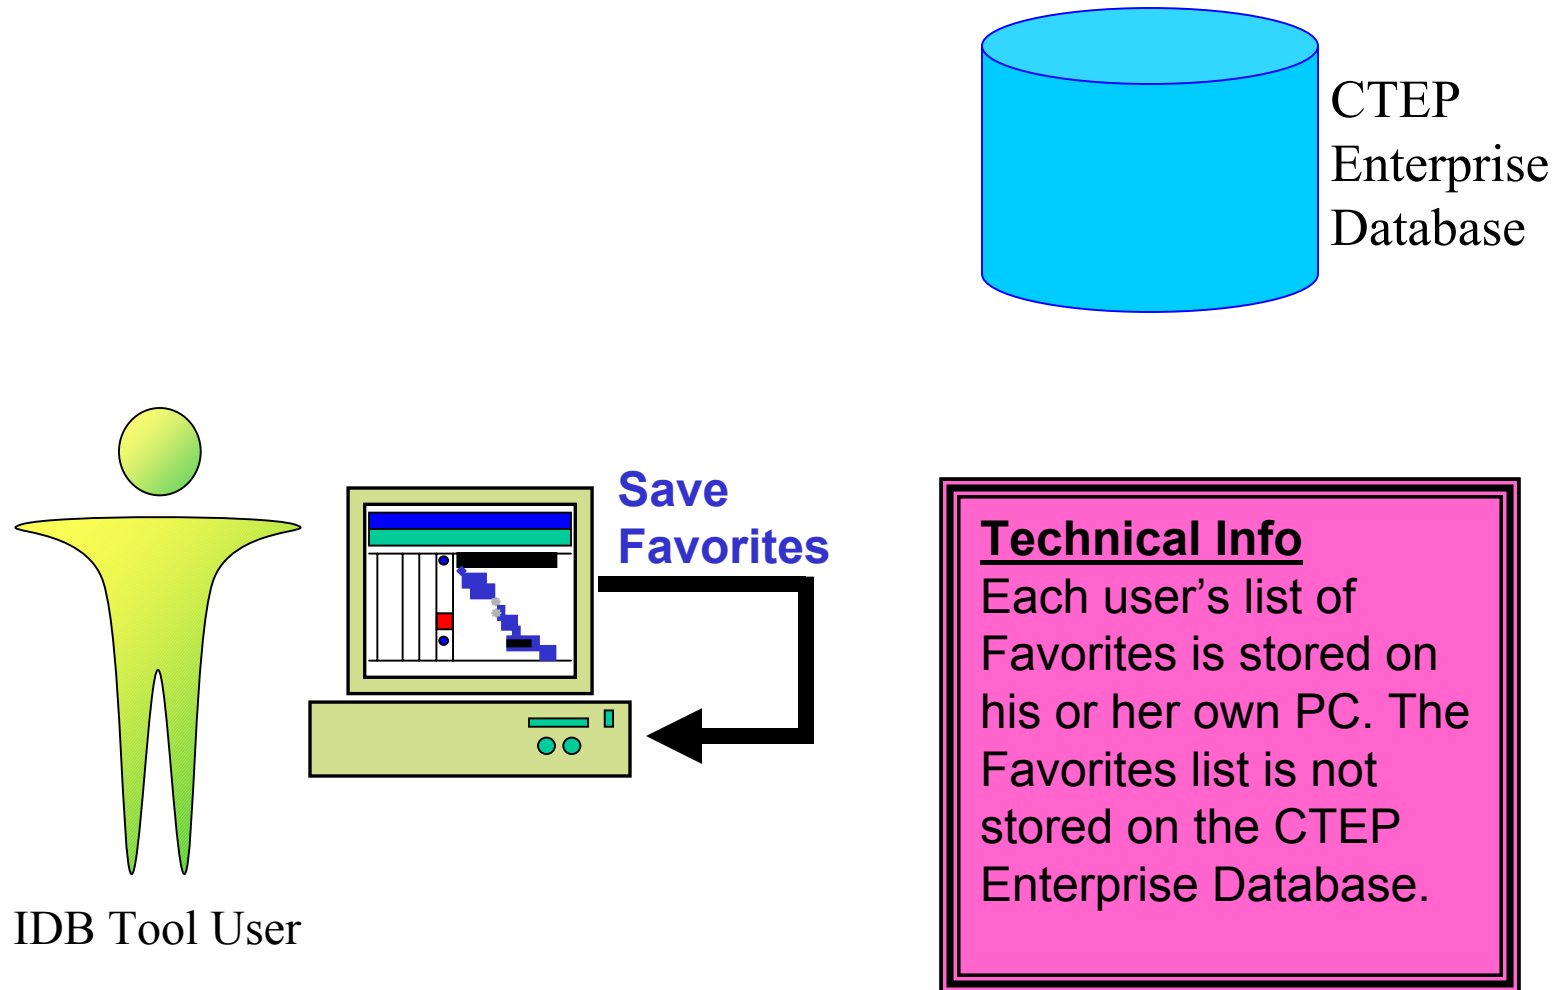 CTEP
Enterprise
Database
Save
Favorites
Technical Info
Each user’s list of
Favorites is stored on
his or her own PC. The
Favorites list is not
stored on the CTEP
Enterprise Database.
IDB Tool User